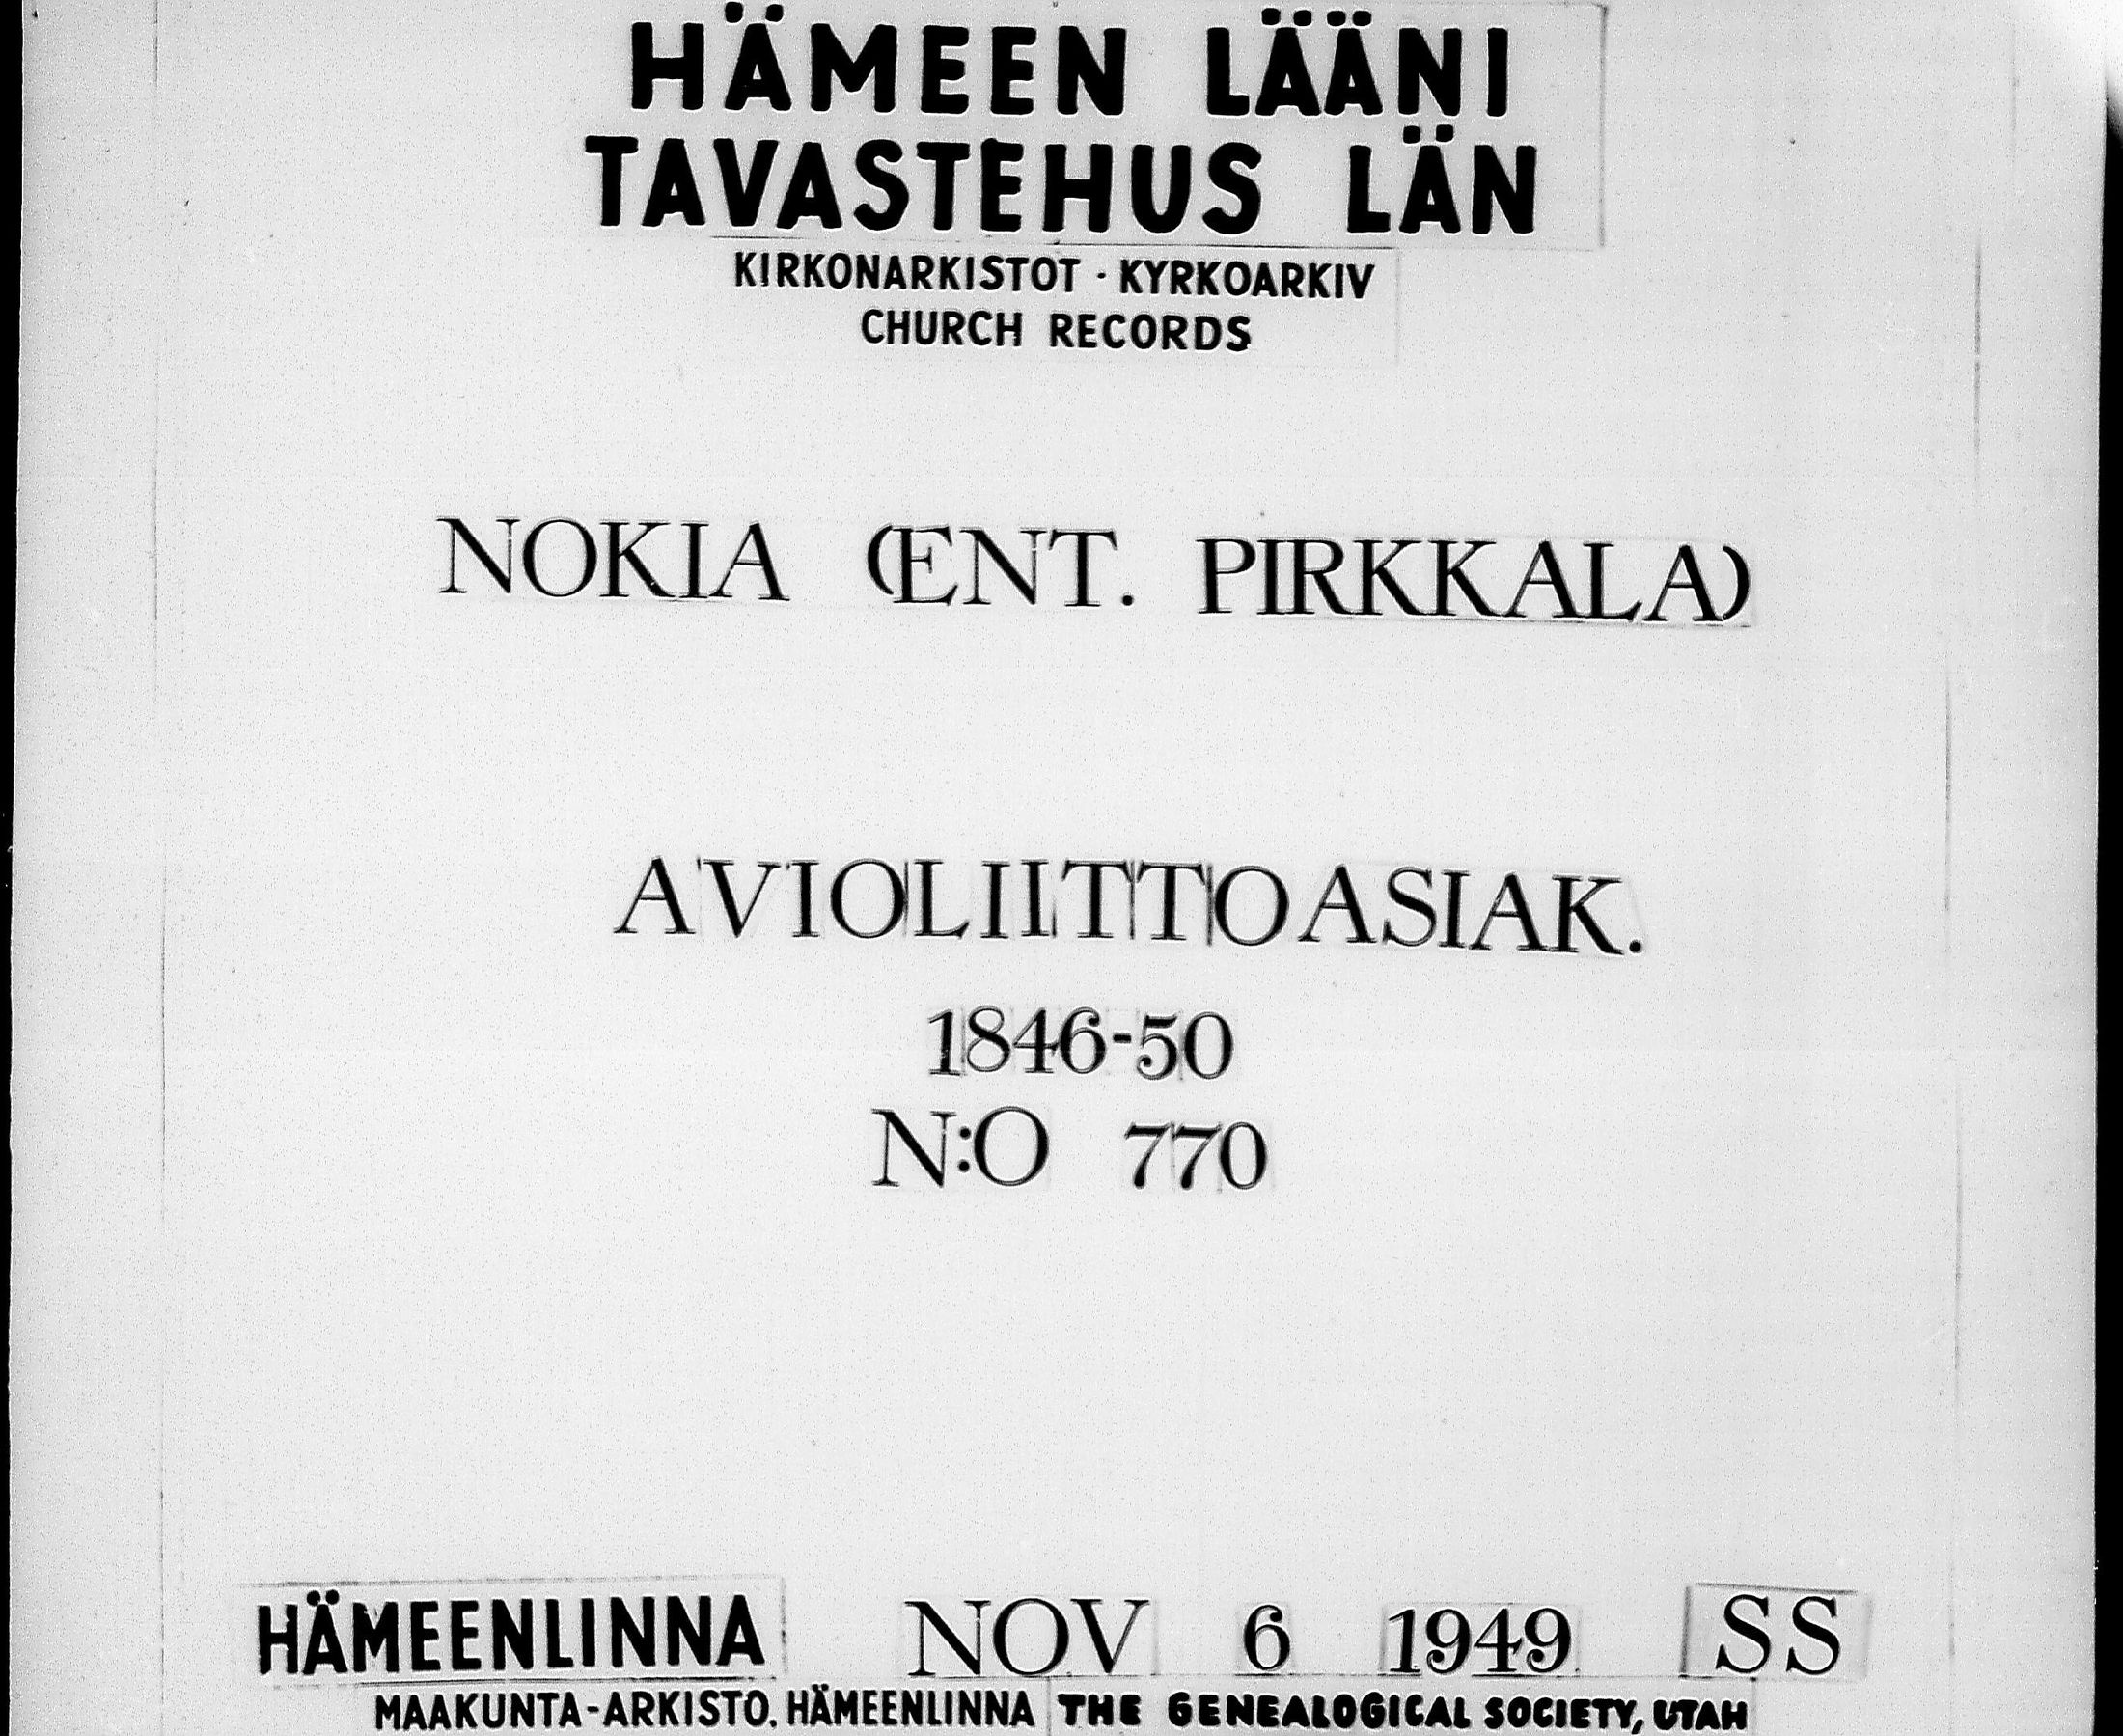 HÄMEEN LÄÄNI
TAVASTEHUS LÄN
KIRKONARKISTOT · KYRKOARKIV
CHURCH RECORDS
NOKIA (ENT. PIRKKALA)
AVIOLIITTOASIAK.
1846-50
N:O 770
HÄMEENLINNA NOV 6 1949 SS
MAAKUNTA-ARKISTO, HÄMEENLINNA THE GENEALOGICAL SOCIETY, UTAH